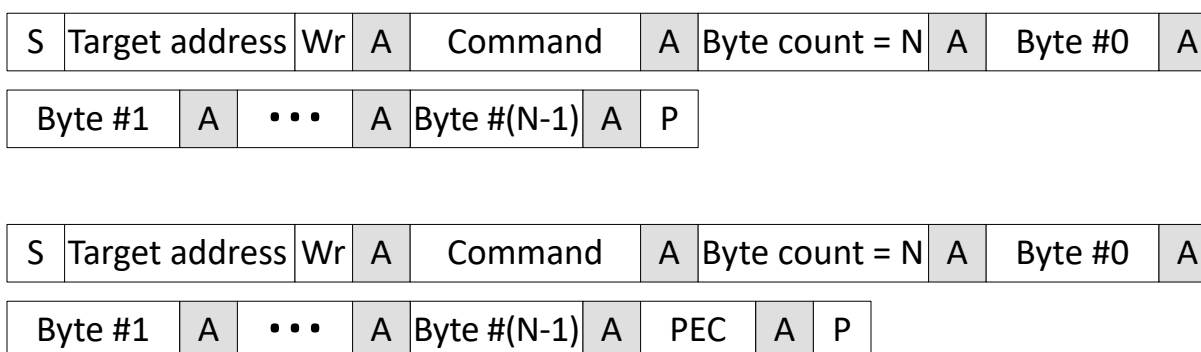 S Target address Wr A Command A Byte count = N A Byte #0 A
Byte #1 A ••• A Byte #(N-1) A P
S Target address Wr A Command A Byte count = N A Byte #0 A
Byte #1 A ••• A Byte #(N-1) A PEC A P